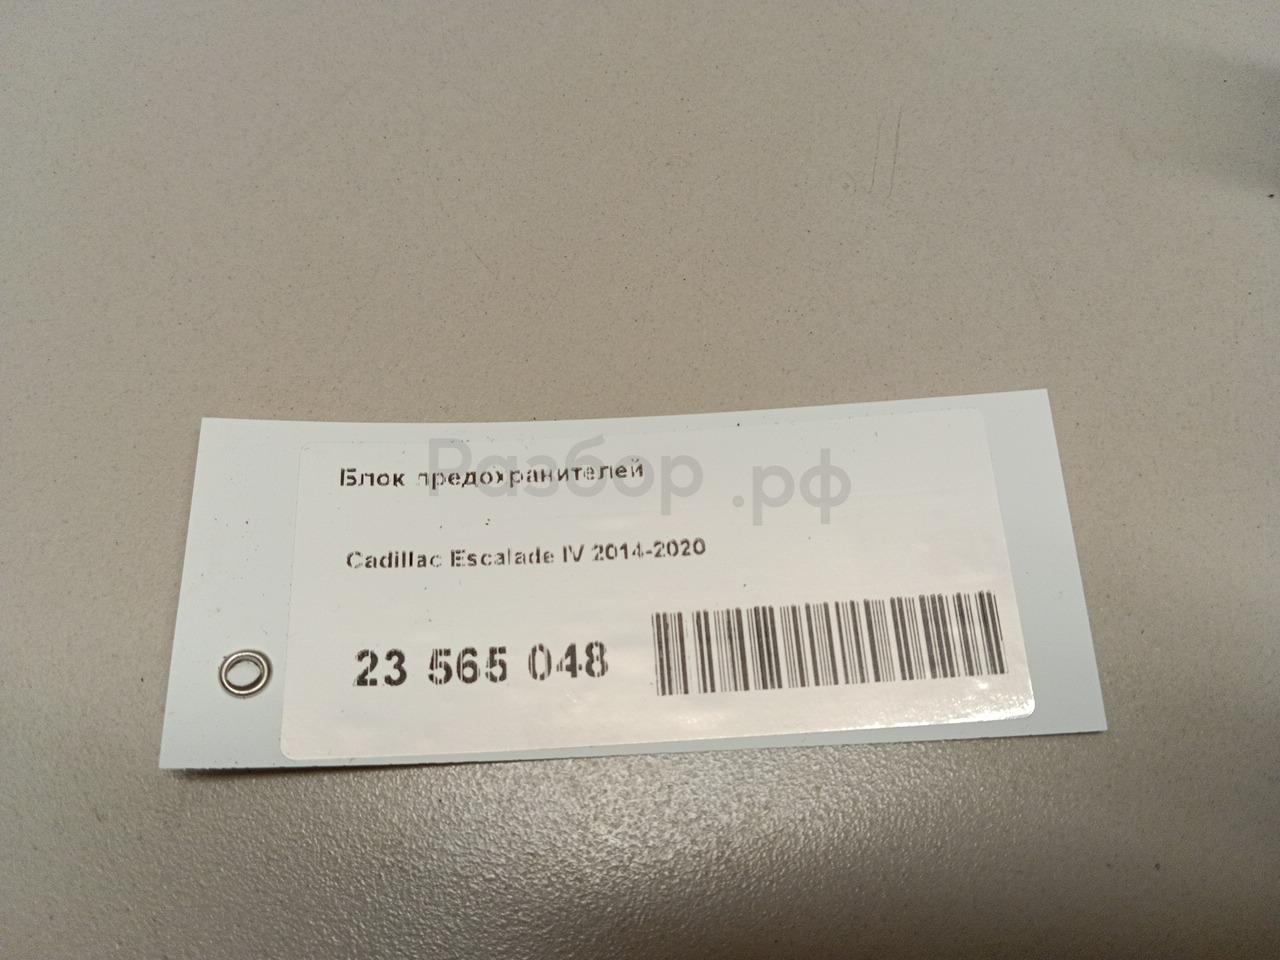 Блок предохранителей
Разбор.рф
Cadillac Escalade IV 2014-2020
23 565 048